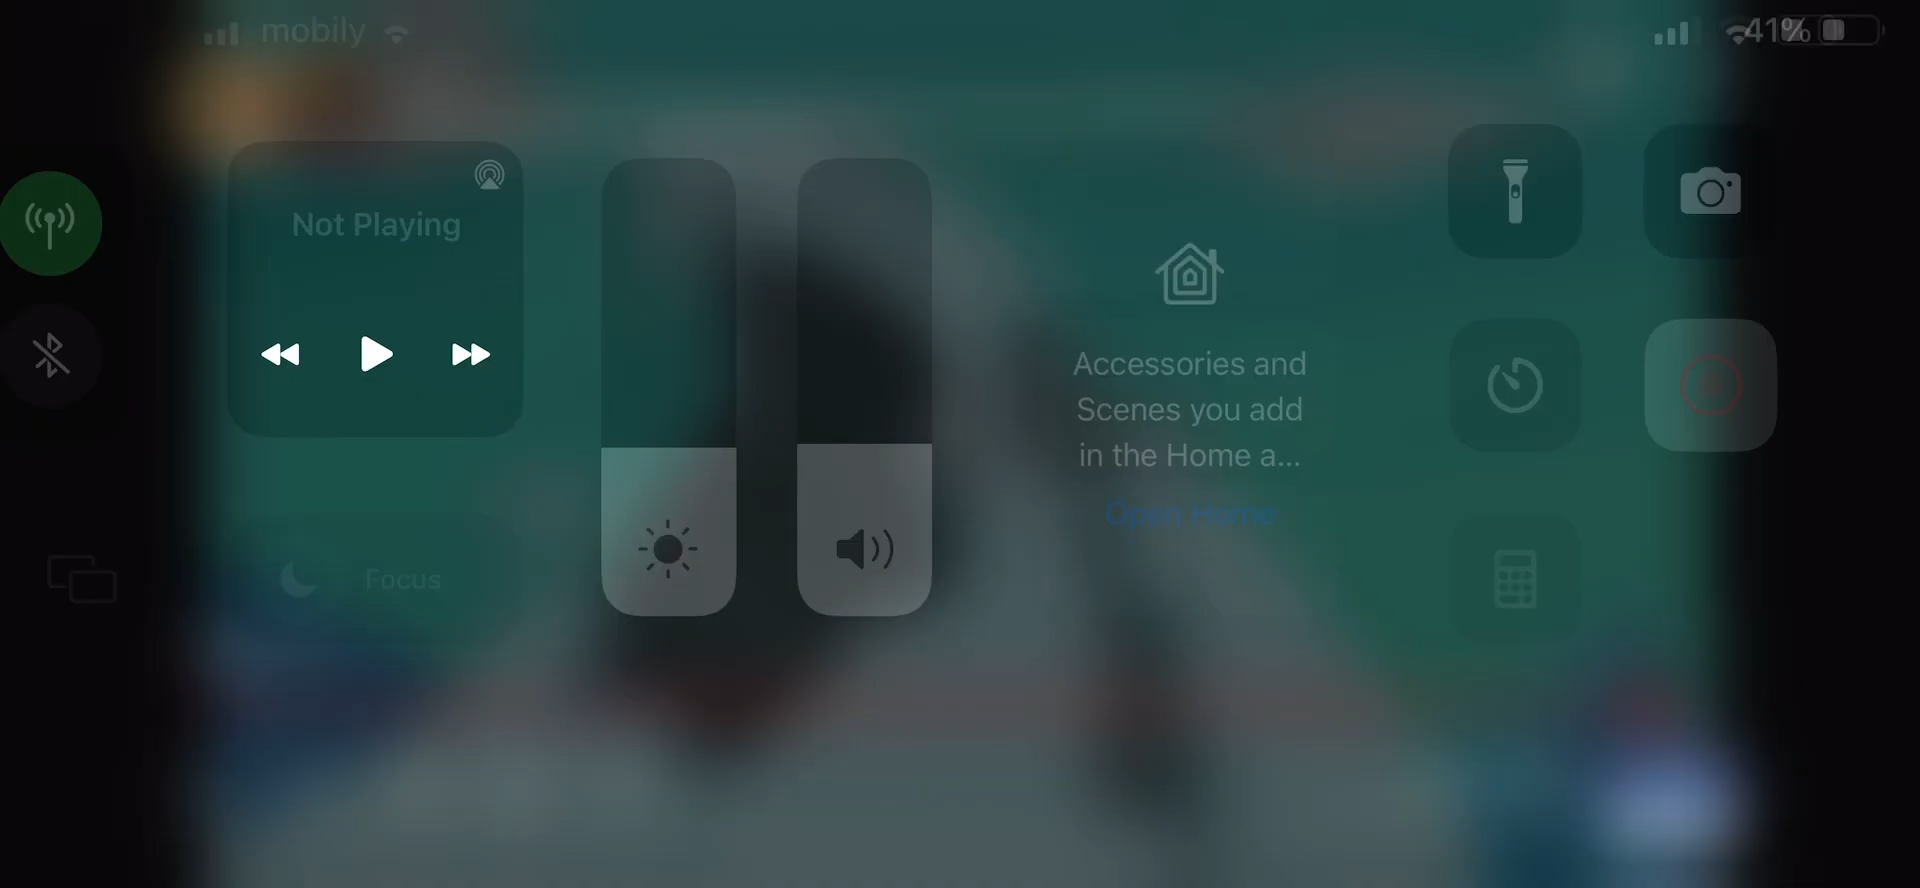 mobily
41%
Not Playing
Accessories and
Scenes you add
in the Home a...
Open Home
Focus